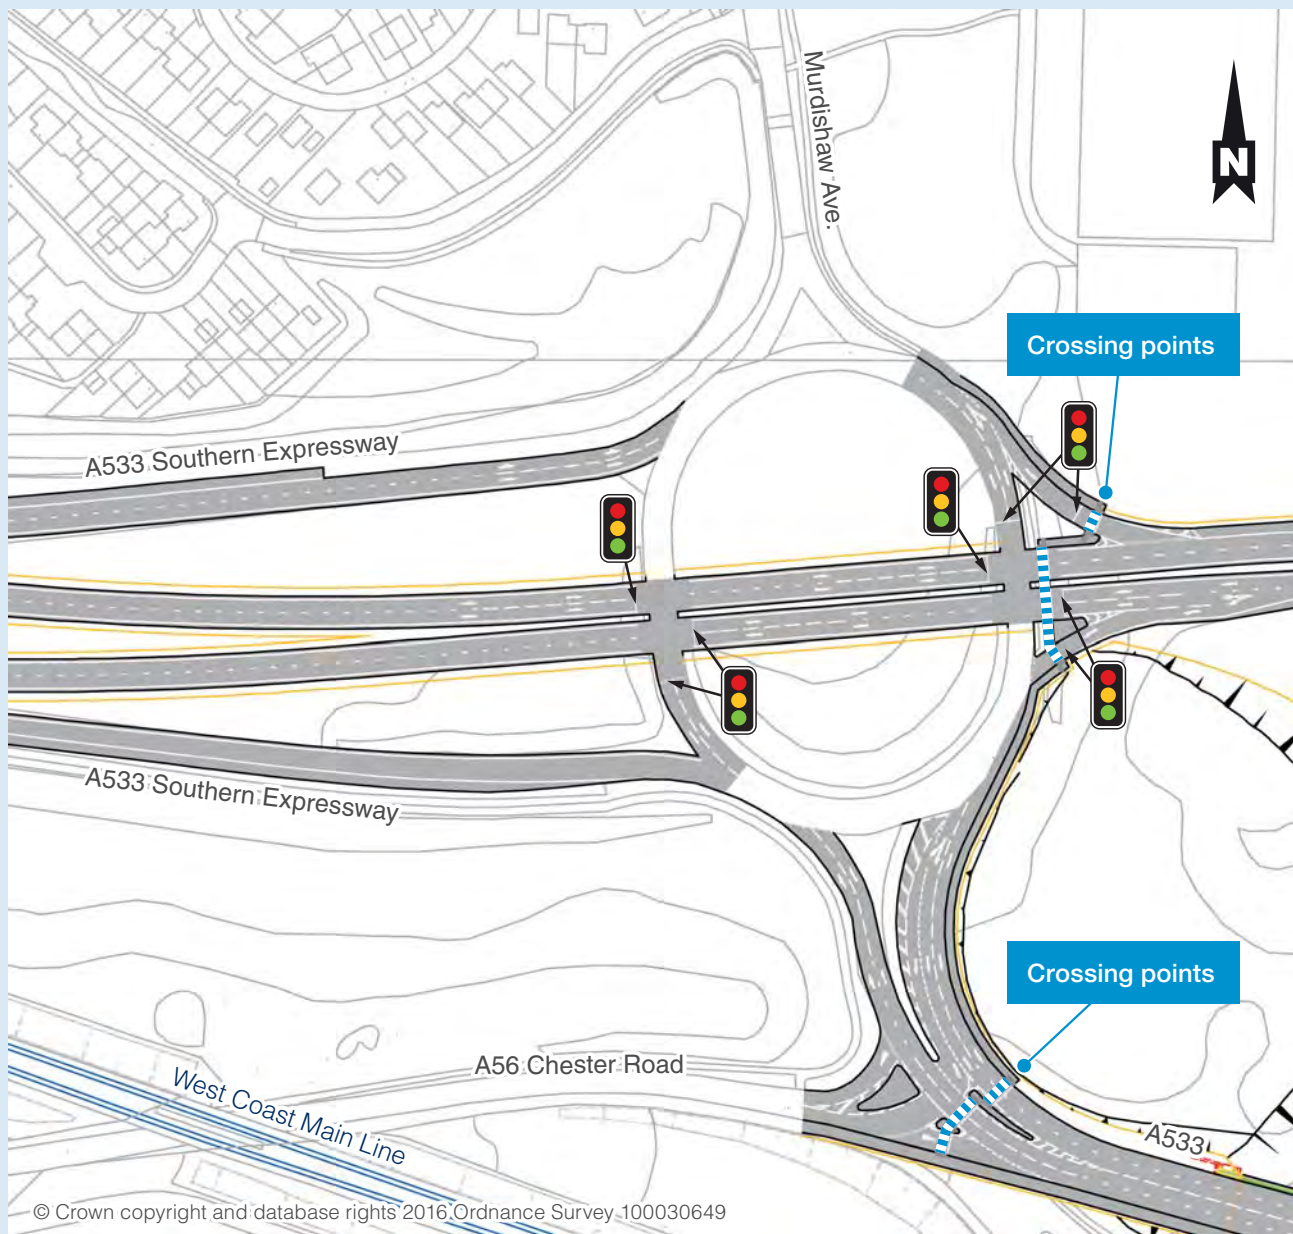 Murdishaw Ave.
N
Crossing points
A533 Southern Expressway
A533 Southern Expressway
Crossing points
A56 Chester Road
West Coast Main Line
A533
© Crown copyright and database rights 2016 Ordnance Survey 100030649